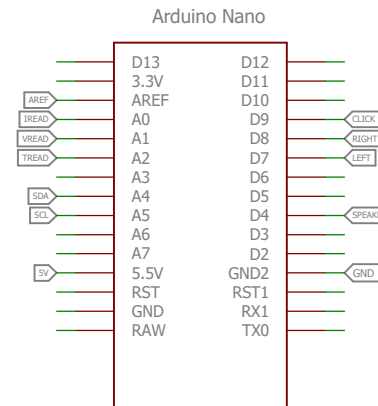 Arduino Nano
D13 D12
3.3V D11
AREF AREF D10
IREAD A0 D9 CLICK
VREAD A1 D8 RIGHT
TREAD A2 D7 LEFT
A3 D6
SDA A4 D5
SCL A5 D4
A6 D3
A7 D2
5V 5.5V GND2 GND
RST RST1
GND RX1
RAW TX0